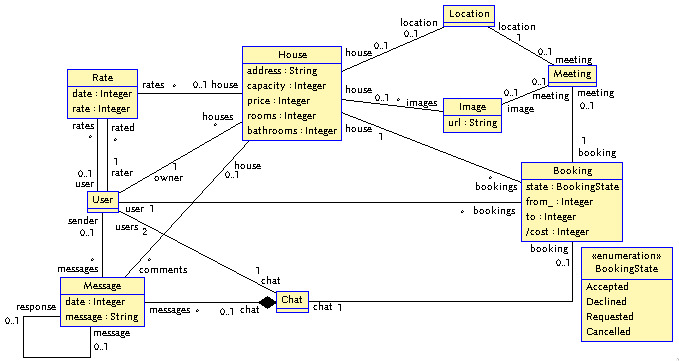 Location
location
0..1
location
1
House
address : String
capacity : Integer
price : Integer
rooms : Integer
bathrooms : Integer
house
0..1
0..1
meeting
Meeting
Rate
date : Integer
rate : Integer
rates
*
0..1 house
house
0..1
*
images
Image
url : String
0..1
image
0..1
meeting
meeting
0..1
rates
*
rated
*
houses
*
house
1
0..1
user
1
rater
1
owner
house
0..1
1
booking
*
bookings
Booking
state : BookingState
from_ : Integer
to : Integer
/cost : Integer
User
user 1
* bookings
sender
0..1
users
2
booking
0..1
«enumeration»
BookingState
Accepted
Declined
Requested
Cancelled
*
messages
*
comments
1
chat
Message
date : Integer
message : String
messages *
0..1
chat
Chat
chat 1
response
0..1
message
0..1